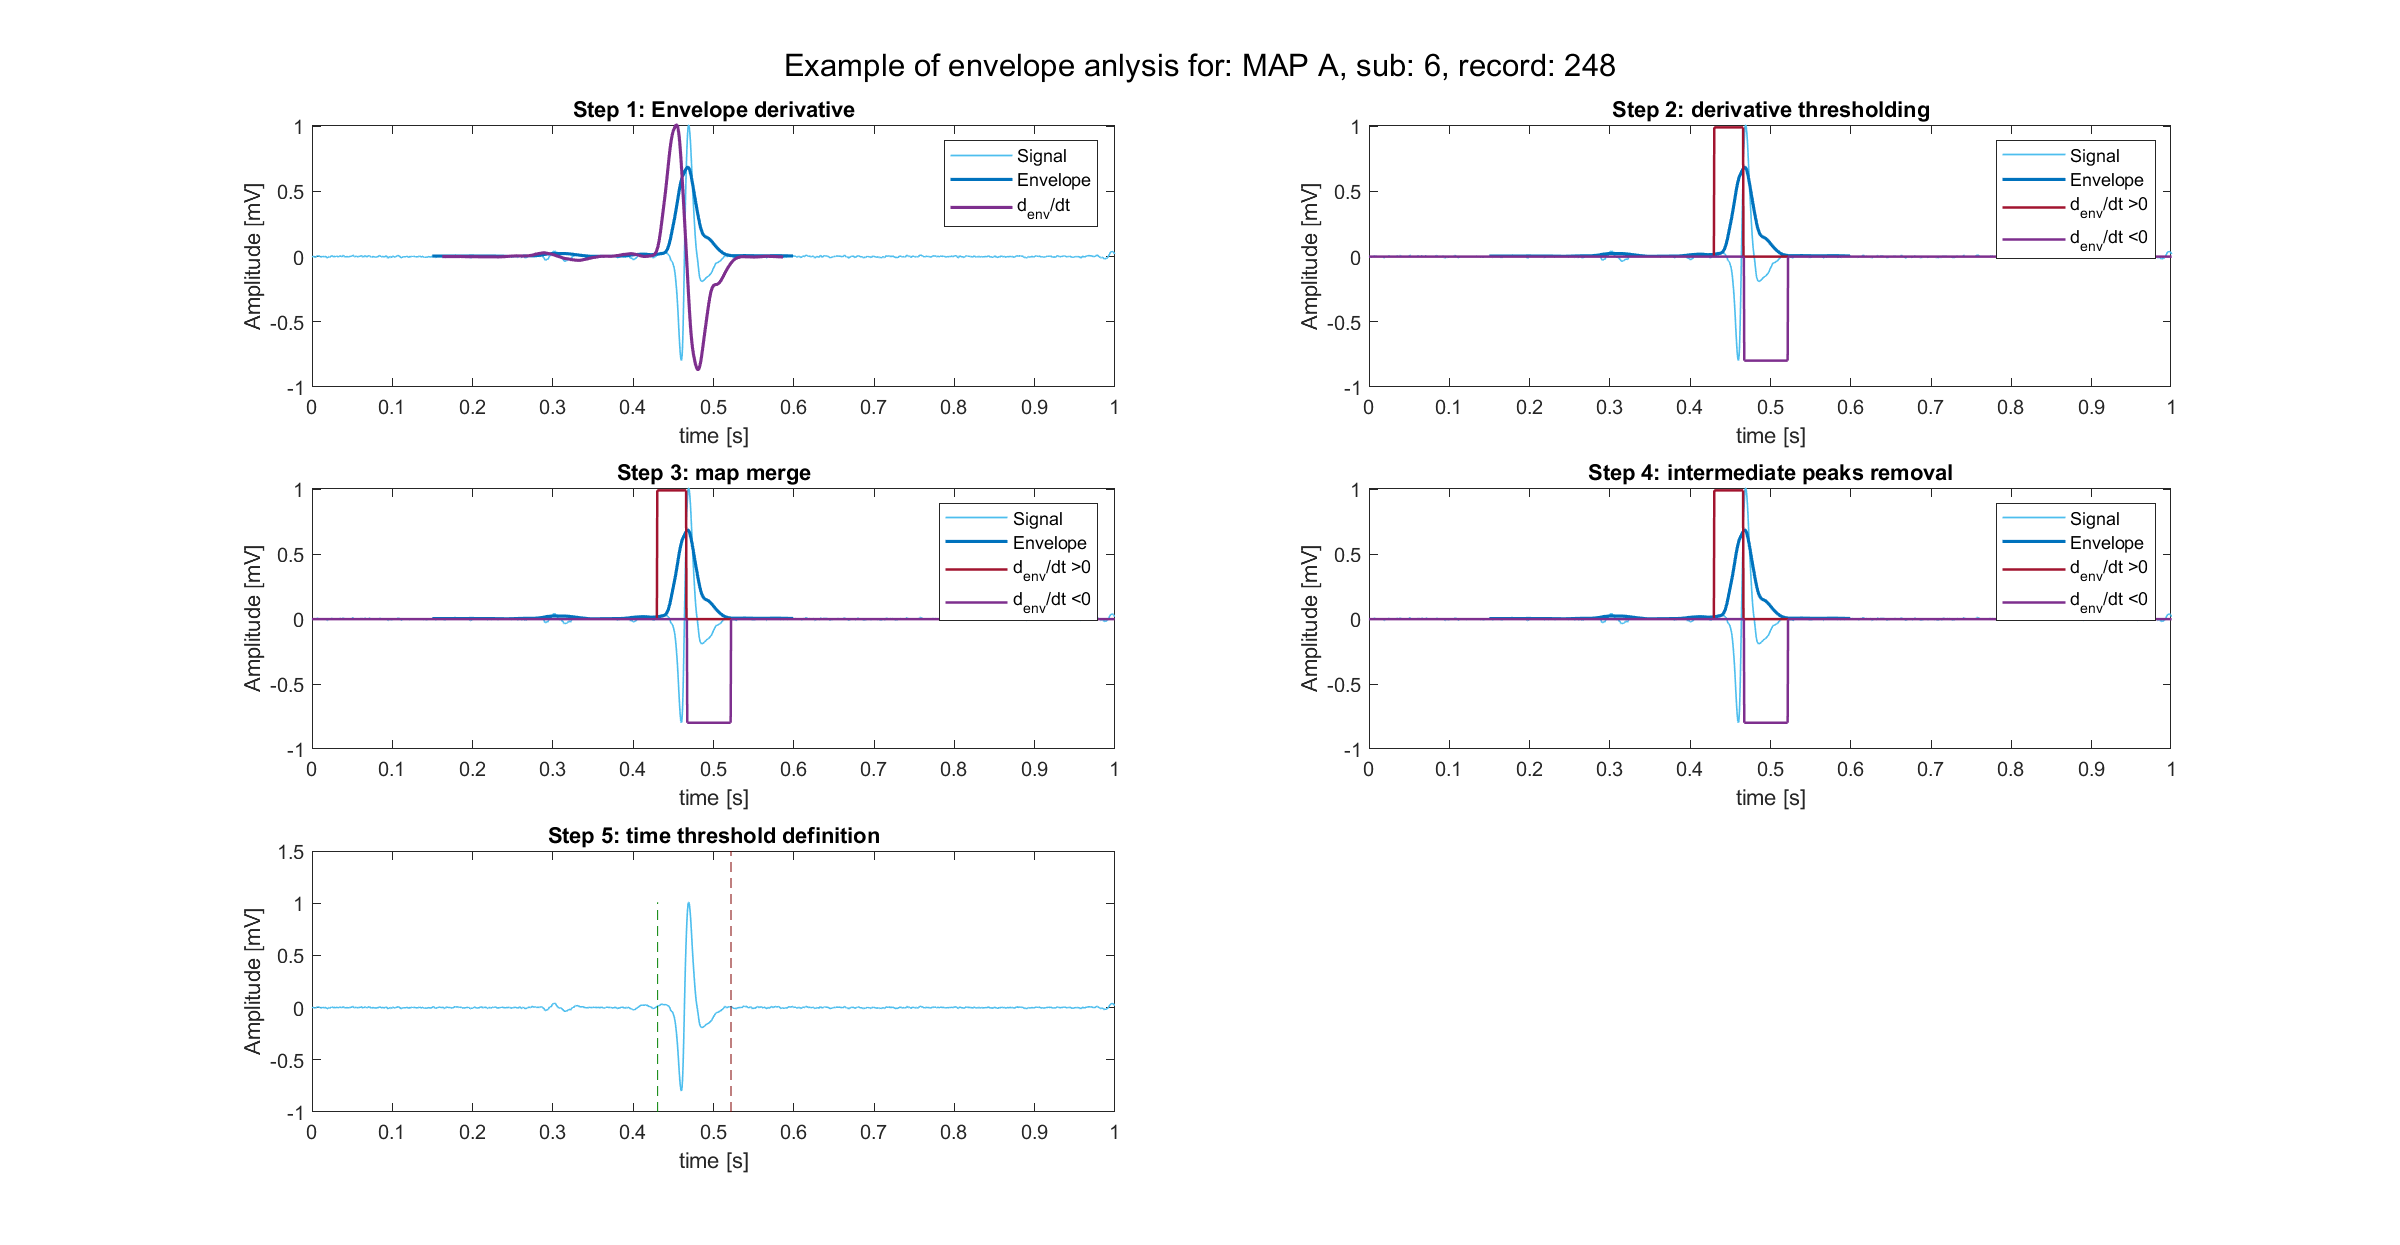 Example of envelope anlysis for: MAP A, sub: 6, record: 248
Step 1: Envelope derivative
Amplitude [mV]
1
0.5
0
-0.5
-1
0 0.1 0.2 0.3 0.4 0.5 0.6 0.7 0.8 0.9 1
time [s]
Signal
Envelope
d_env/dt
Step 2: derivative thresholding
Amplitude [mV]
1
0.5
0
-0.5
-1
0 0.1 0.2 0.3 0.4 0.5 0.6 0.7 0.8 0.9 1
time [s]
Signal
Envelope
d_env/dt >0
d_env/dt <0
Step 3: map merge
Amplitude [mV]
1
0.5
0
-0.5
-1
0 0.1 0.2 0.3 0.4 0.5 0.6 0.7 0.8 0.9 1
time [s]
Signal
Envelope
d_env/dt >0
d_env/dt <0
Step 4: intermediate peaks removal
Amplitude [mV]
1
0.5
0
-0.5
-1
0 0.1 0.2 0.3 0.4 0.5 0.6 0.7 0.8 0.9 1
time [s]
Signal
Envelope
d_env/dt >0
d_env/dt <0
Step 5: time threshold definition
Amplitude [mV]
1.5
1
0.5
0
-0.5
-1
0 0.1 0.2 0.3 0.4 0.5 0.6 0.7 0.8 0.9 1
time [s]